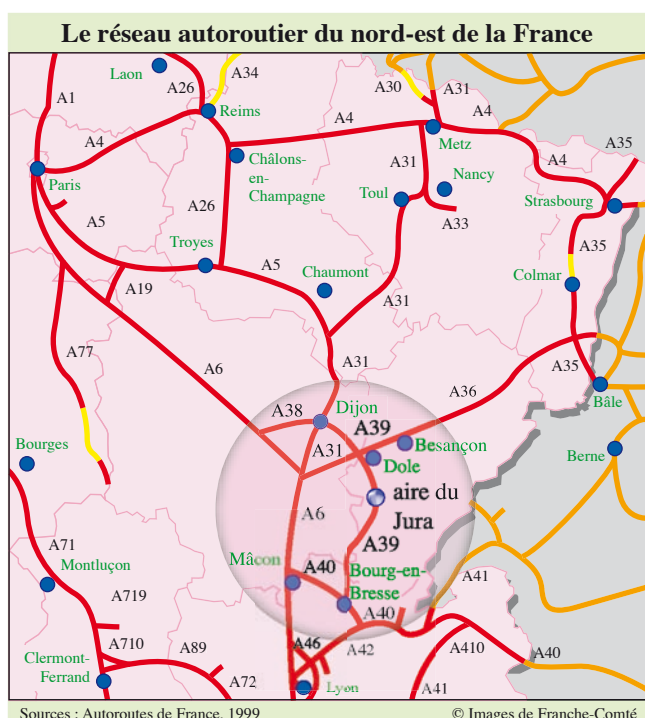 Le réseau autoroutier du nord-est de la France
Laon
A26
A34
A30
A31
A1
Reims
A4
A4
A4
Metz
A35
Châlons-
en-
Champagne
A31
Nancy
A4
Paris
Toul
Strasbourg
A26
A33
A5
Troyes
A35
A5
Chaumont
Colmar
A19
A31
A77
A6
A31
A36
A35
Bâle
A38
Dijon
A39
Besançon
Bourges
A31
Dole
Berne
aire du
Jura
A6
A71
A39
Mâcon
A40
Bourg-en-
Bresse
Montluçon
A41
A719
A40
A710
A89
A46
A42
A410
A40
Clermont-
Ferrand
A72
Lyon
A41
Sources : Autoroutes de France, 1999
© Images de Franche-Comté